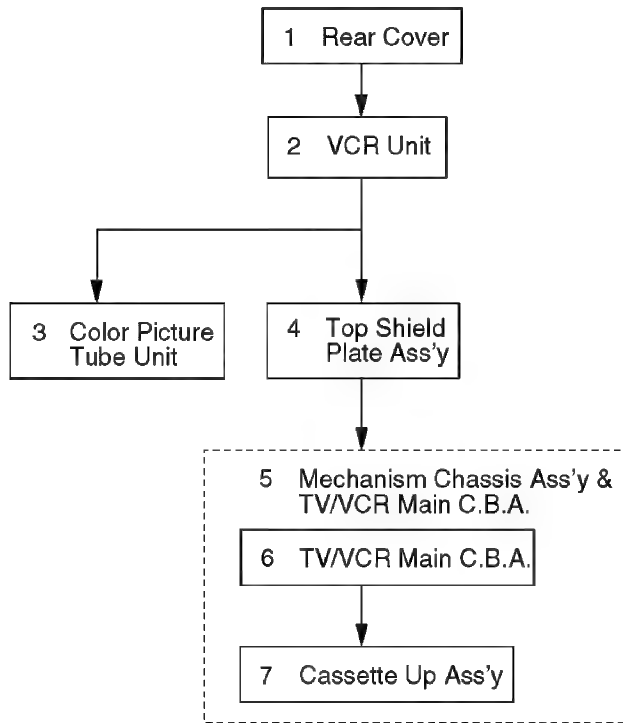 1 Rear Cover
2 VCR Unit
3 Color Picture
Tube Unit
4 Top Shield
Plate Ass'y
5 Mechanism Chassis Ass'y &
TV/VCR Main C.B.A.
6 TV/VCR Main C.B.A.
7 Cassette Up Ass'y